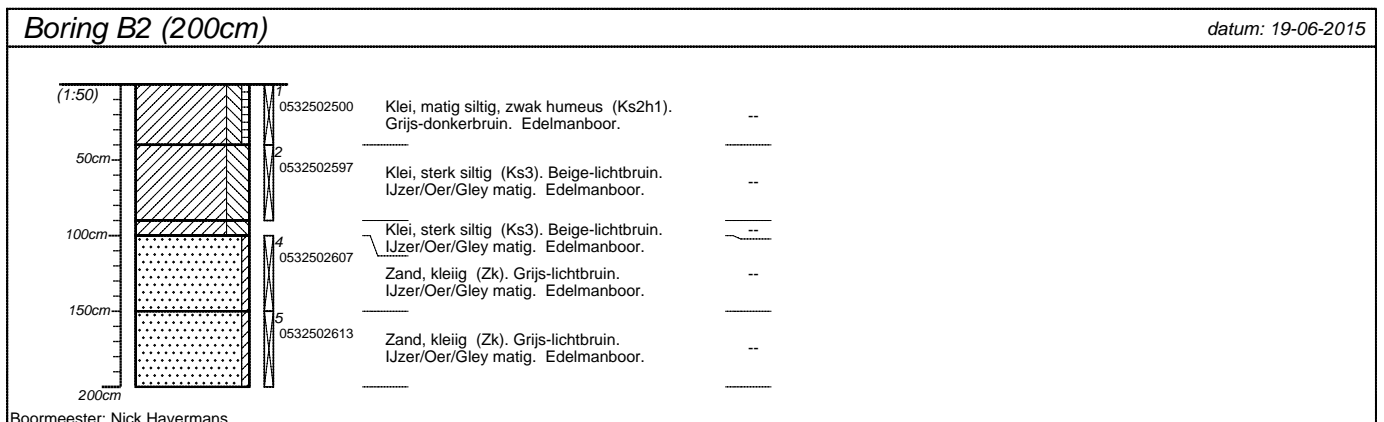 Boring B2 (200cm)
datum: 19-06-2015
(1:50)
1
0532502500
Klei, matig siltig, zwak humeus (Ks2h1).
Grijs-donkerbruin. Edelmanboor.
--
50cm
2
0532502597
Klei, sterk siltig (Ks3). Beige-lichtbruin.
IJzer/Oer/Gley matig. Edelmanboor.
--
100cm
Klei, sterk siltig (Ks3). Beige-lichtbruin.
IJzer/Oer/Gley matig. Edelmanboor.
--
4
0532502607
Zand, kleiig (Zk). Grijs-lichtbruin.
IJzer/Oer/Gley matig. Edelmanboor.
--
150cm
5
0532502613
Zand, kleiig (Zk). Grijs-lichtbruin.
IJzer/Oer/Gley matig. Edelmanboor.
--
200cm
Boormeester: Nick Havermans